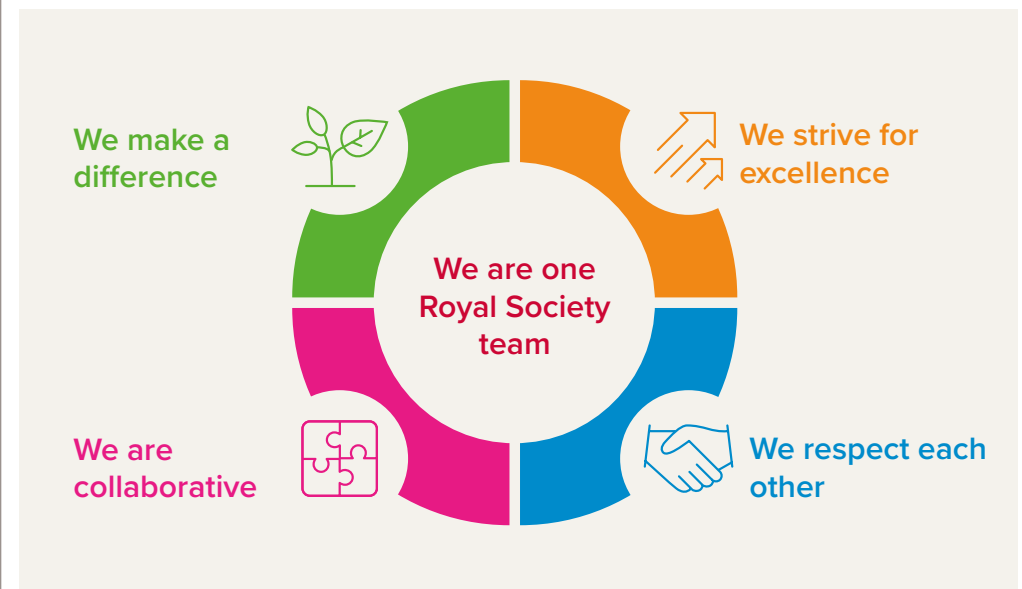 We make a
difference
We strive for
excellence
We are one
Royal Society
team
We are
collaborative
We respect each
other